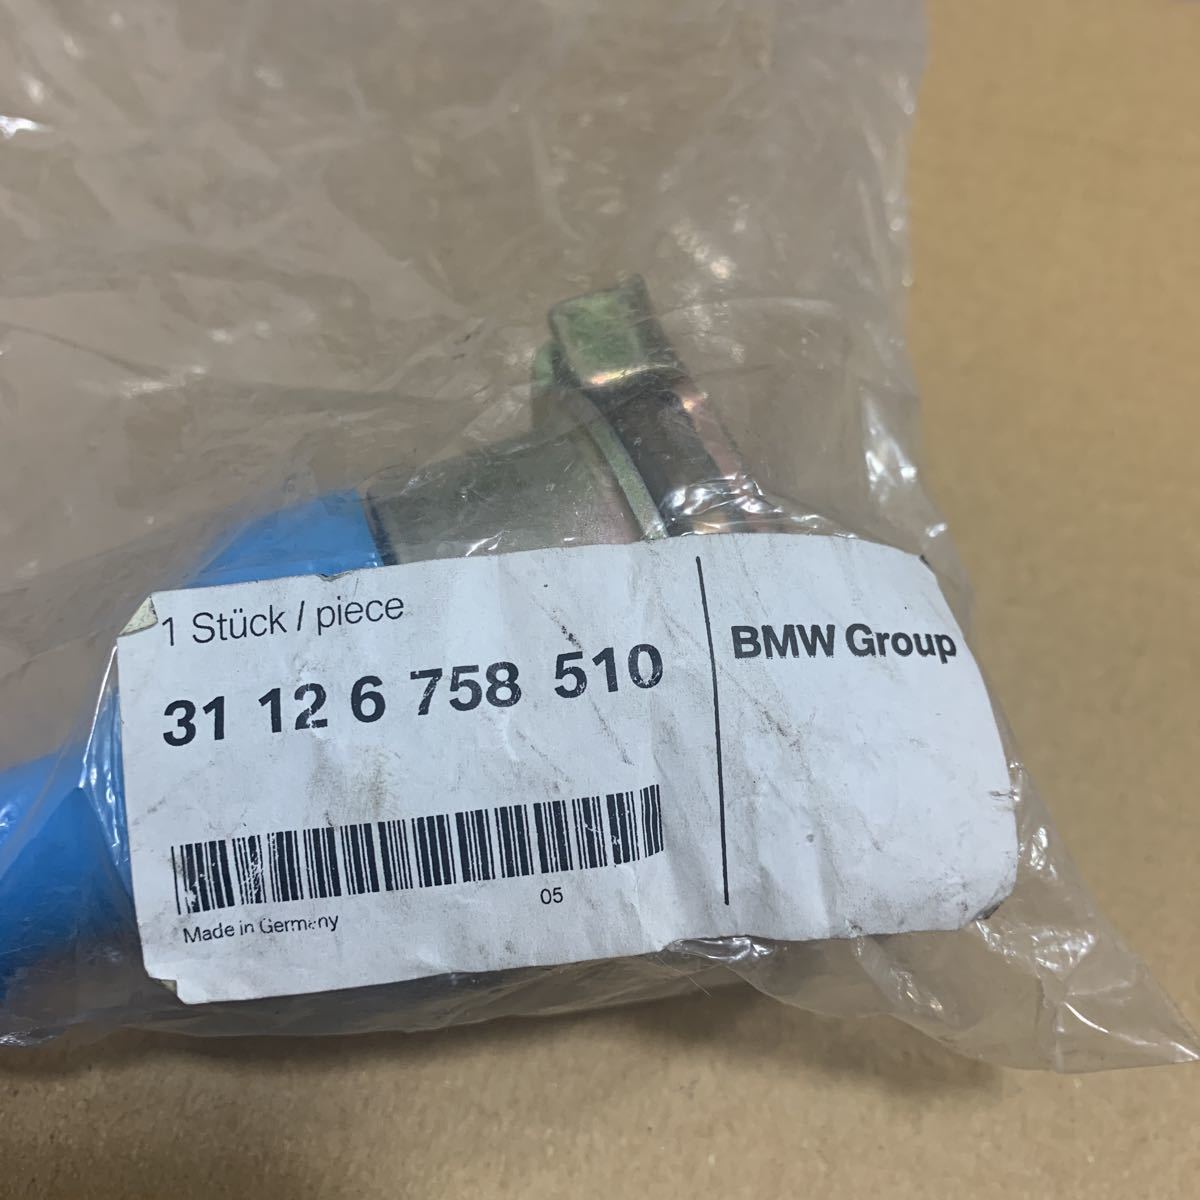 1 Stück / piece
31 12 6 758 510
BMW Group
05
Made in Germany